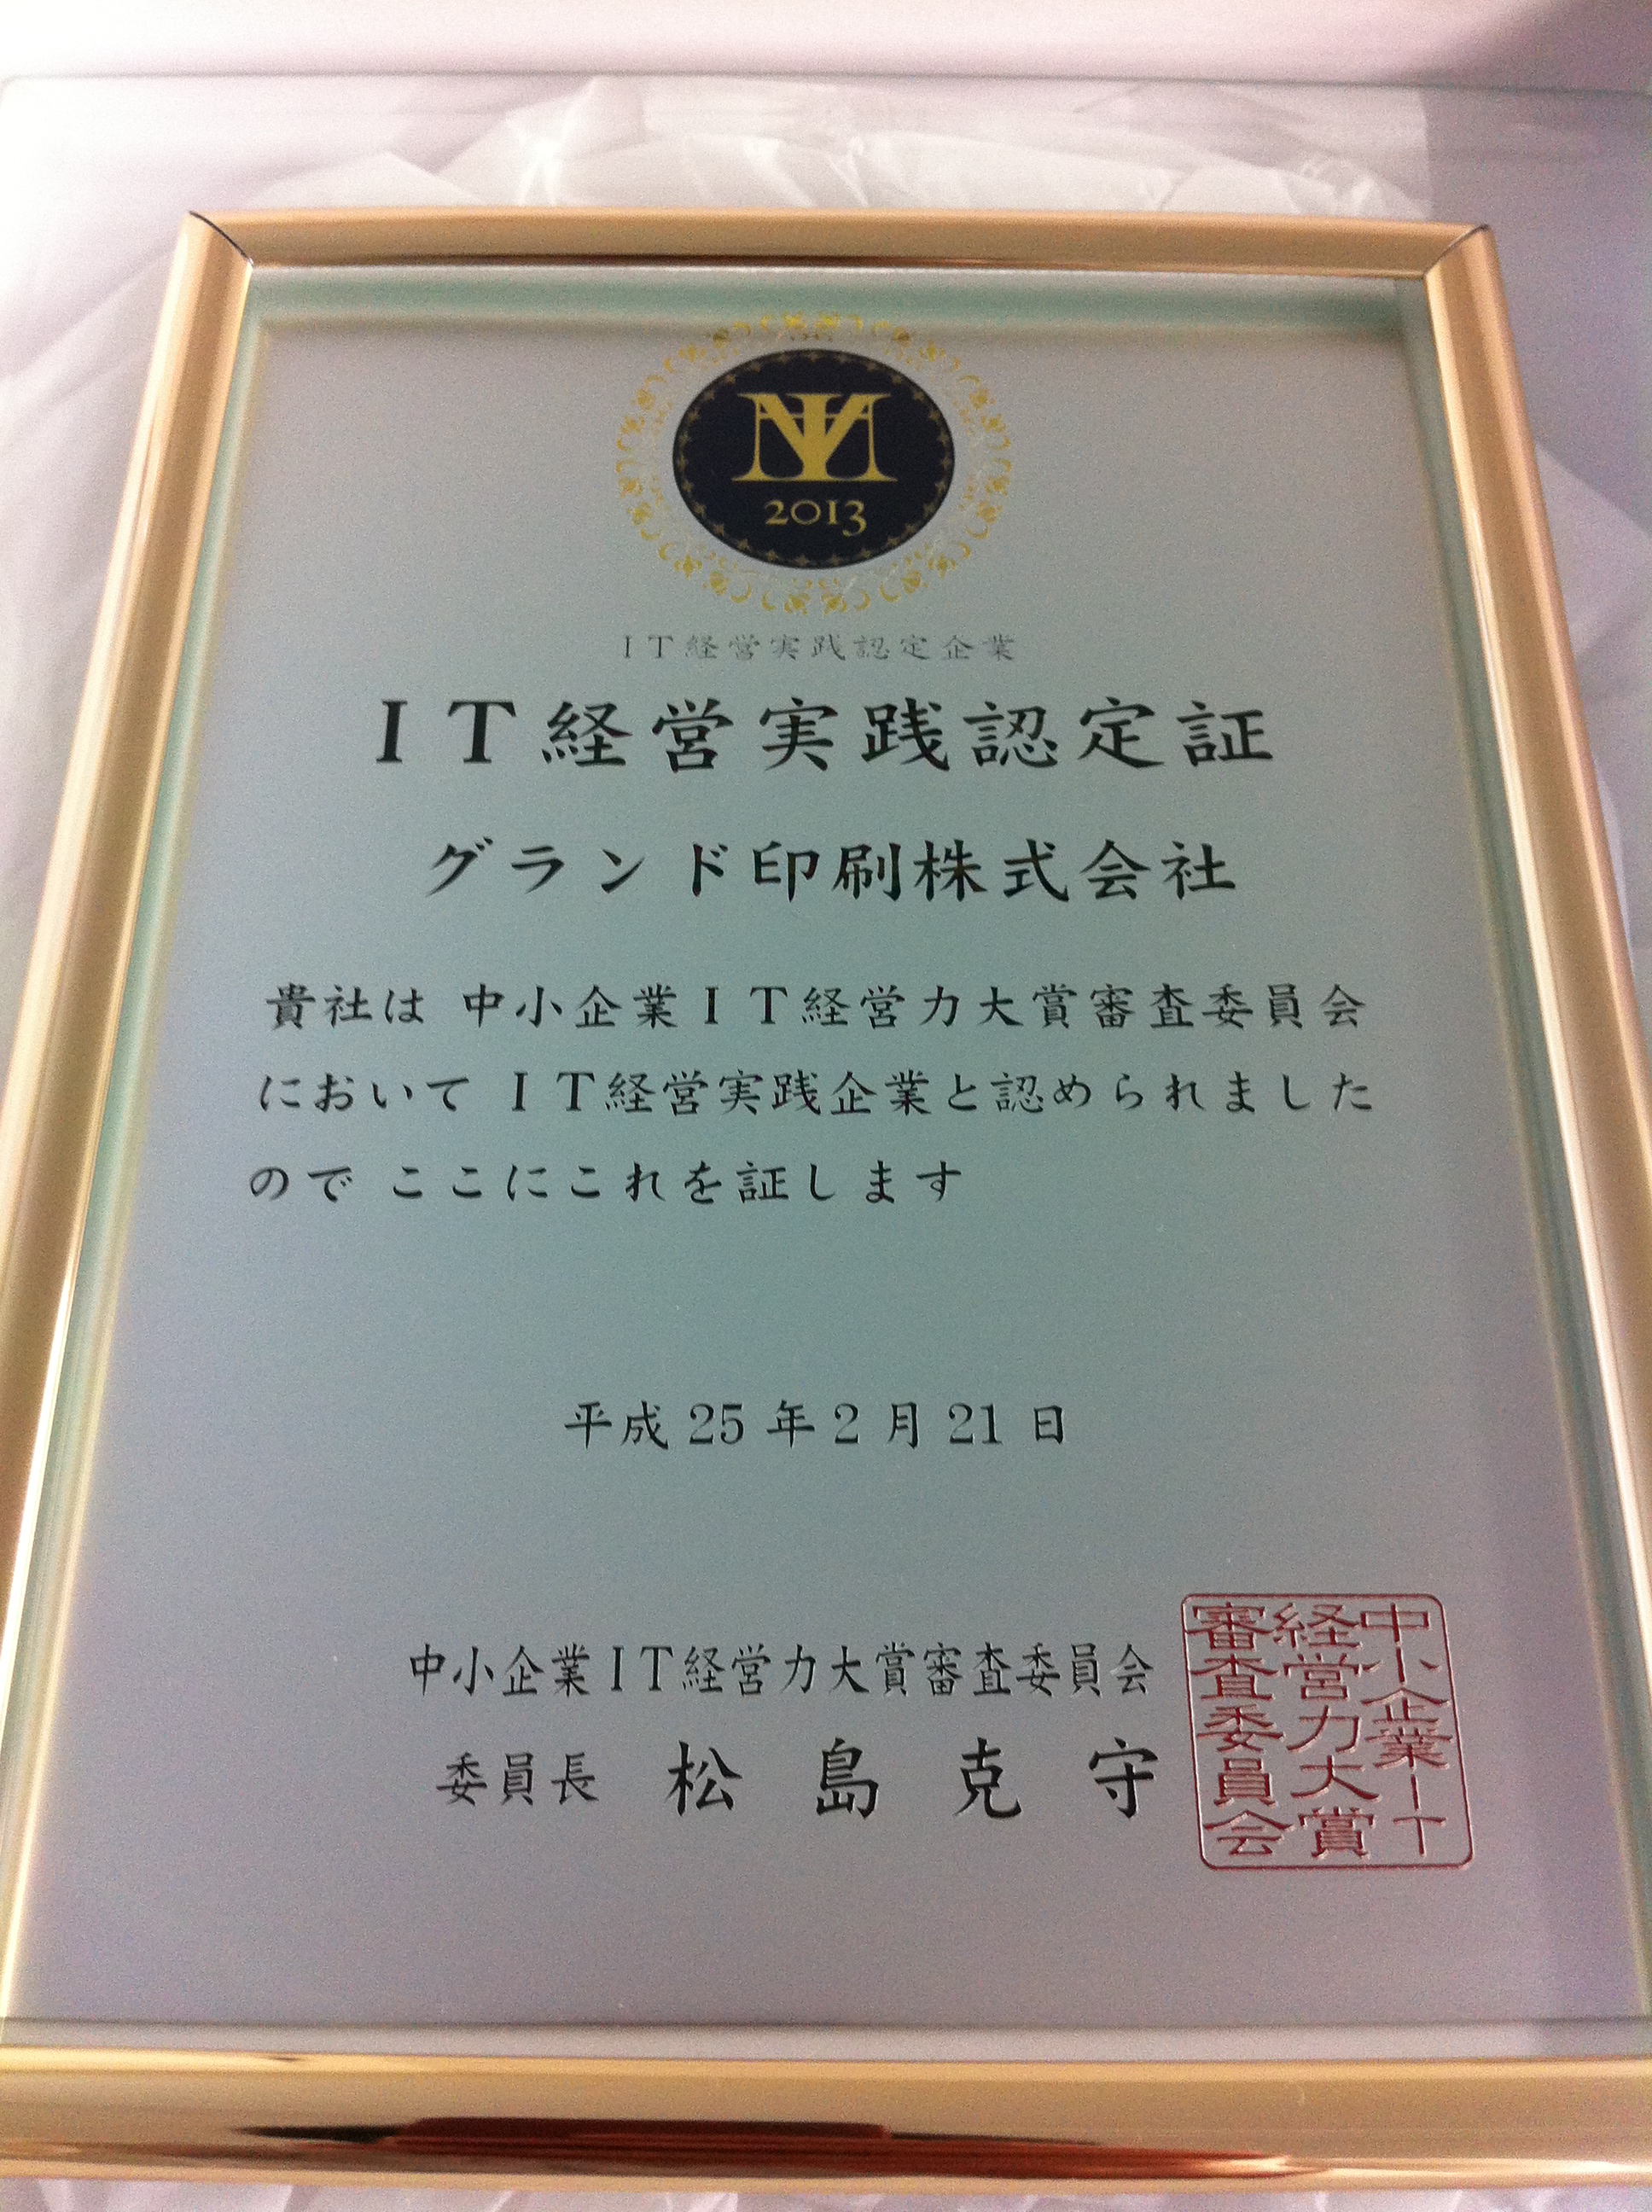 2013
IT経営実践認定企業
IT経営実践認定証
グランド印刷株式会社
貴社は 中小企業IT経営力大賞審査委員会
において IT経営実践企業と認められました
ので ここにこれを証します
平成 25 年 2 月 21 日
中小企業IT経営力大賞審査委員会
委員長 松島克守
中小企業IT
経営力大賞
審査委員会